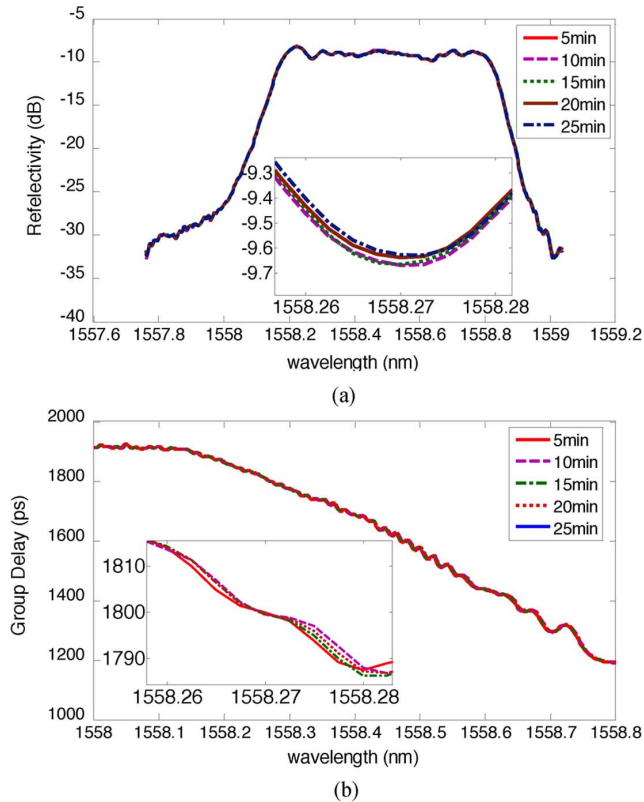 -5
-10
-15
-20
-25
-30
-35
-40
Refelectivity (dB)
5min
10min
15min
20min
25min
-9.3
-9.4
-9.5
-9.6
-9.7
1558.26 1558.27 1558.28
1557.6 1557.8 1558 1558.2 1558.4 1558.6 1558.8 1559 1559.2
wavelength (nm)
(a)
2000
1800
1600
1400
1200
1000
Group Delay (ps)
5min
10min
15min
20min
25min
1810
1800
1790
1558.26 1558.27 1558.28
1558 1558.1 1558.2 1558.3 1558.4 1558.5 1558.6 1558.7 1558.8
wavelength (nm)
(b)